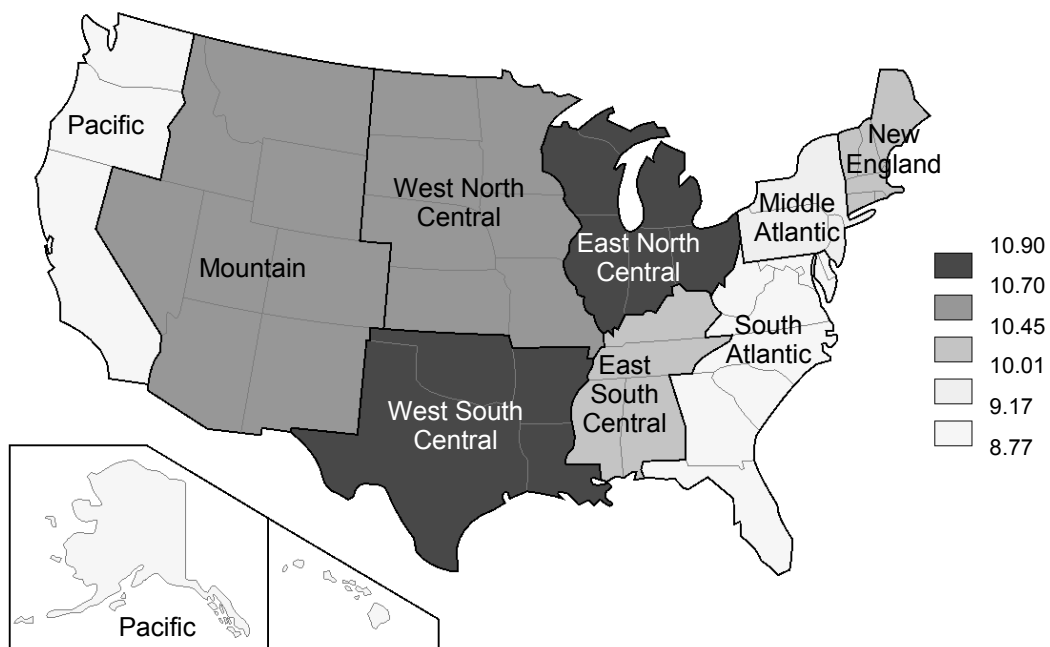 Pacific
Mountain
West North
Central
West South
Central
East North
Central
East
South
Central
New
England
Middle
Atlantic
South
Atlantic
Pacific
10.90
10.70
10.45
10.01
9.17
8.77